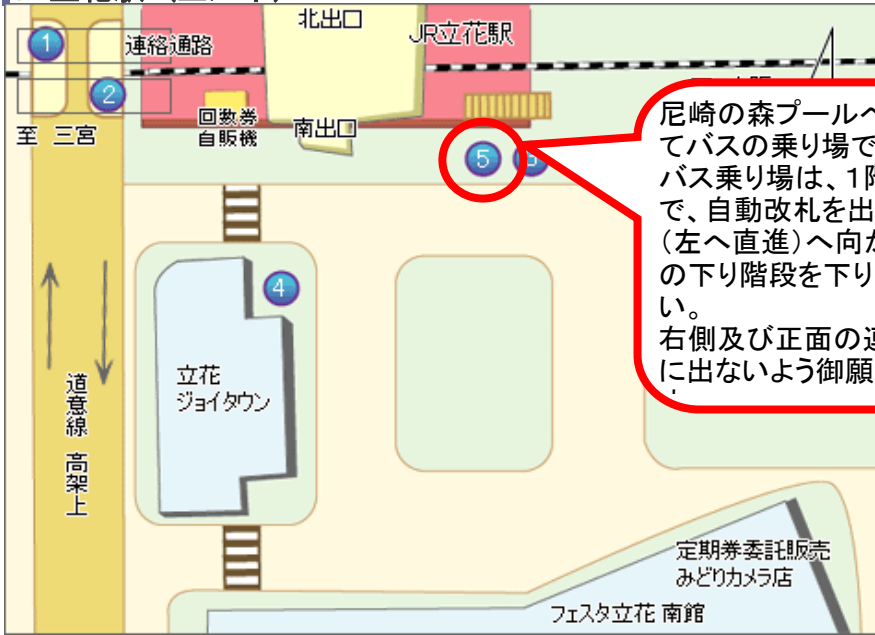 北出口
JR立花駅
1
連絡通路
2
回数券
自販機
南出口
至 三宮
5
4
尼崎の森プールへ
てバスの乗り場で
バス乗り場は、1階
で、自動改札を出
(左へ直進)へ向か
の下り階段を下り
い。
右側及び正面の連
に出ないよう御願
立花
ジョイタウン
道意線 高架上
定期券委託販売
みどりカメラ店
フェスタ立花 南館